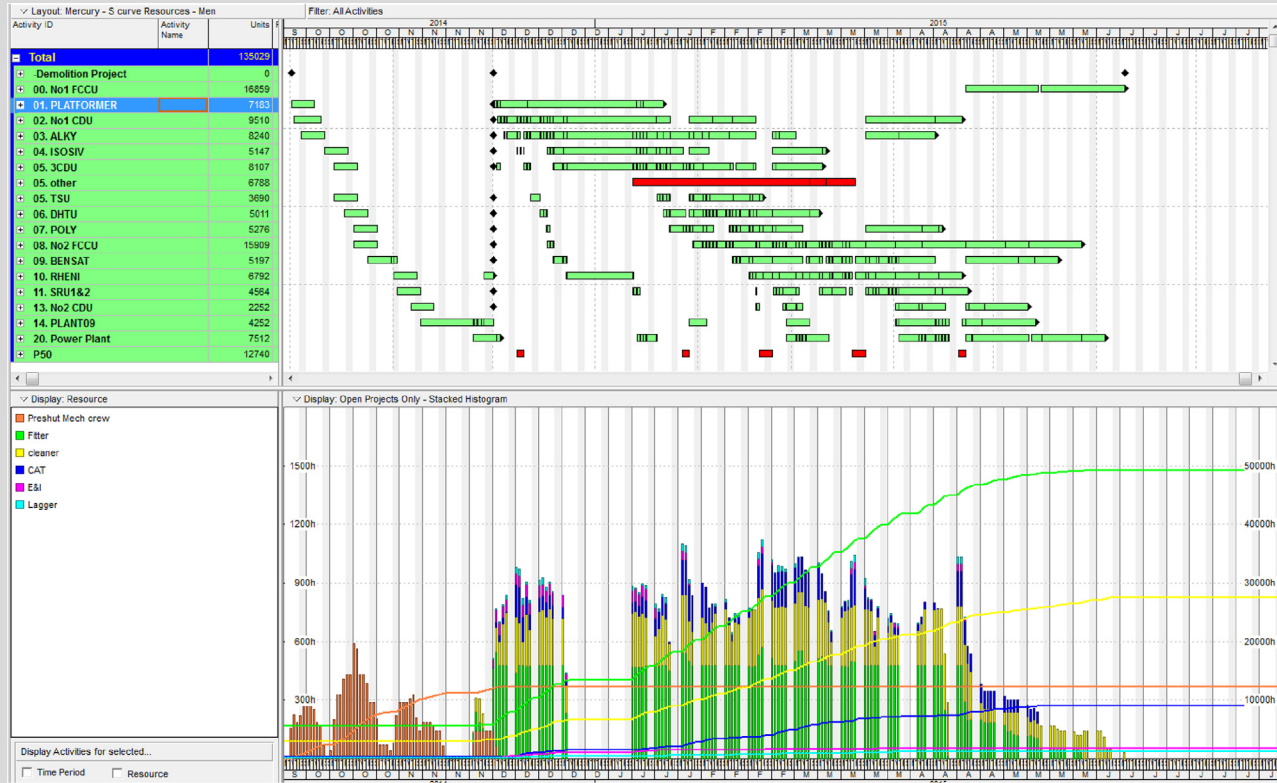 Layout: Mercury - S curve Resources - Men
Filter: All Activities
Activity ID Activity Name Units
2014 2015
S O O O O N N N D D D D D J J J J F F F F M M M M M A A A A M M M M J J J J J J J J
Total 135029
-Demolition Project 0
00. No1 FCCU 16859
01. PLATFORMER 7183
02. No1 CDU 9510
03. ALKY 8240
04. ISOSIV 5147
05. 3CDU 8107
05. other 6788
05. TSU 3690
06. DHTU 5011
07. POLY 5276
08. No2 FCCU 15909
09. BENSAT 5197
10. RHENI 6792
11. SRU1&2 4564
13. No2 CDU 2252
14. PLANT09 4252
20. Power Plant 7512
P50 12740
Display: Resource
Display: Open Projects Only - Stacked Histogram
Preshut Mech crew
Fitter
cleaner
CAT
E&I
Lagger
1500h 50000h
1200h 40000h
900h 30000h
600h 20000h
300h 10000h
Display Activities for selected...
Time Period Resource